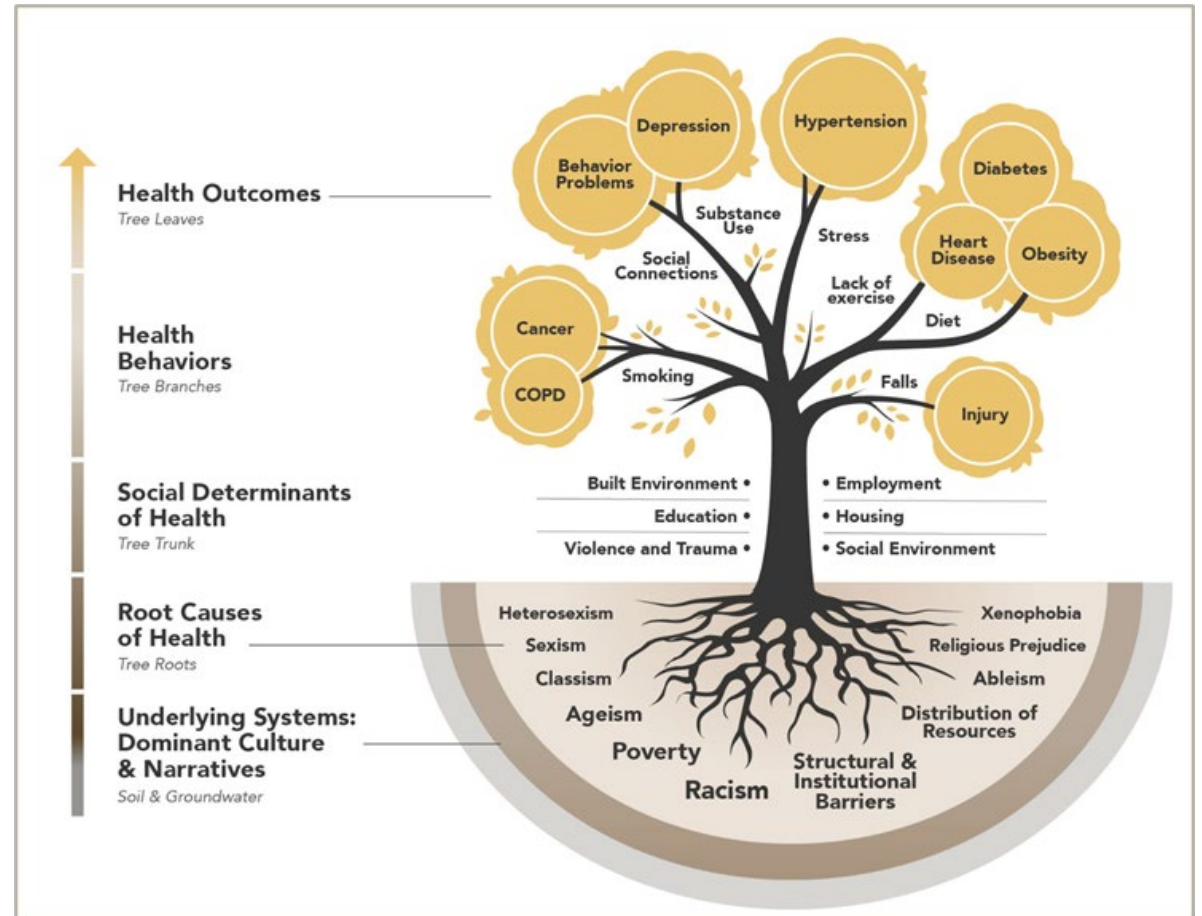 Health Outcomes
Tree Leaves
Health
Behaviors
Tree Branches
Social Determinants
of Health
Tree Trunk
Root Causes
of Health
Tree Roots
Underlying Systems:
Dominant Culture
& Narratives
Soil & Groundwater
Depression
Behavior
Problems
Hypertension
Diabetes
Heart
Disease
Obesity
Substance
Use
Social
Connections
Stress
Lack of
exercise
Diet
Cancer
COPD
Smoking
Falls
Injury
Built Environment •
Education •
Violence and Trauma •
• Employment
• Housing
• Social Environment
Heterosexism
Sexism
Classism
Ageism
Poverty
Racism
Structural &
Institutional
Barriers
Distribution of
Resources
Ableism
Religious Prejudice
Xenophobia